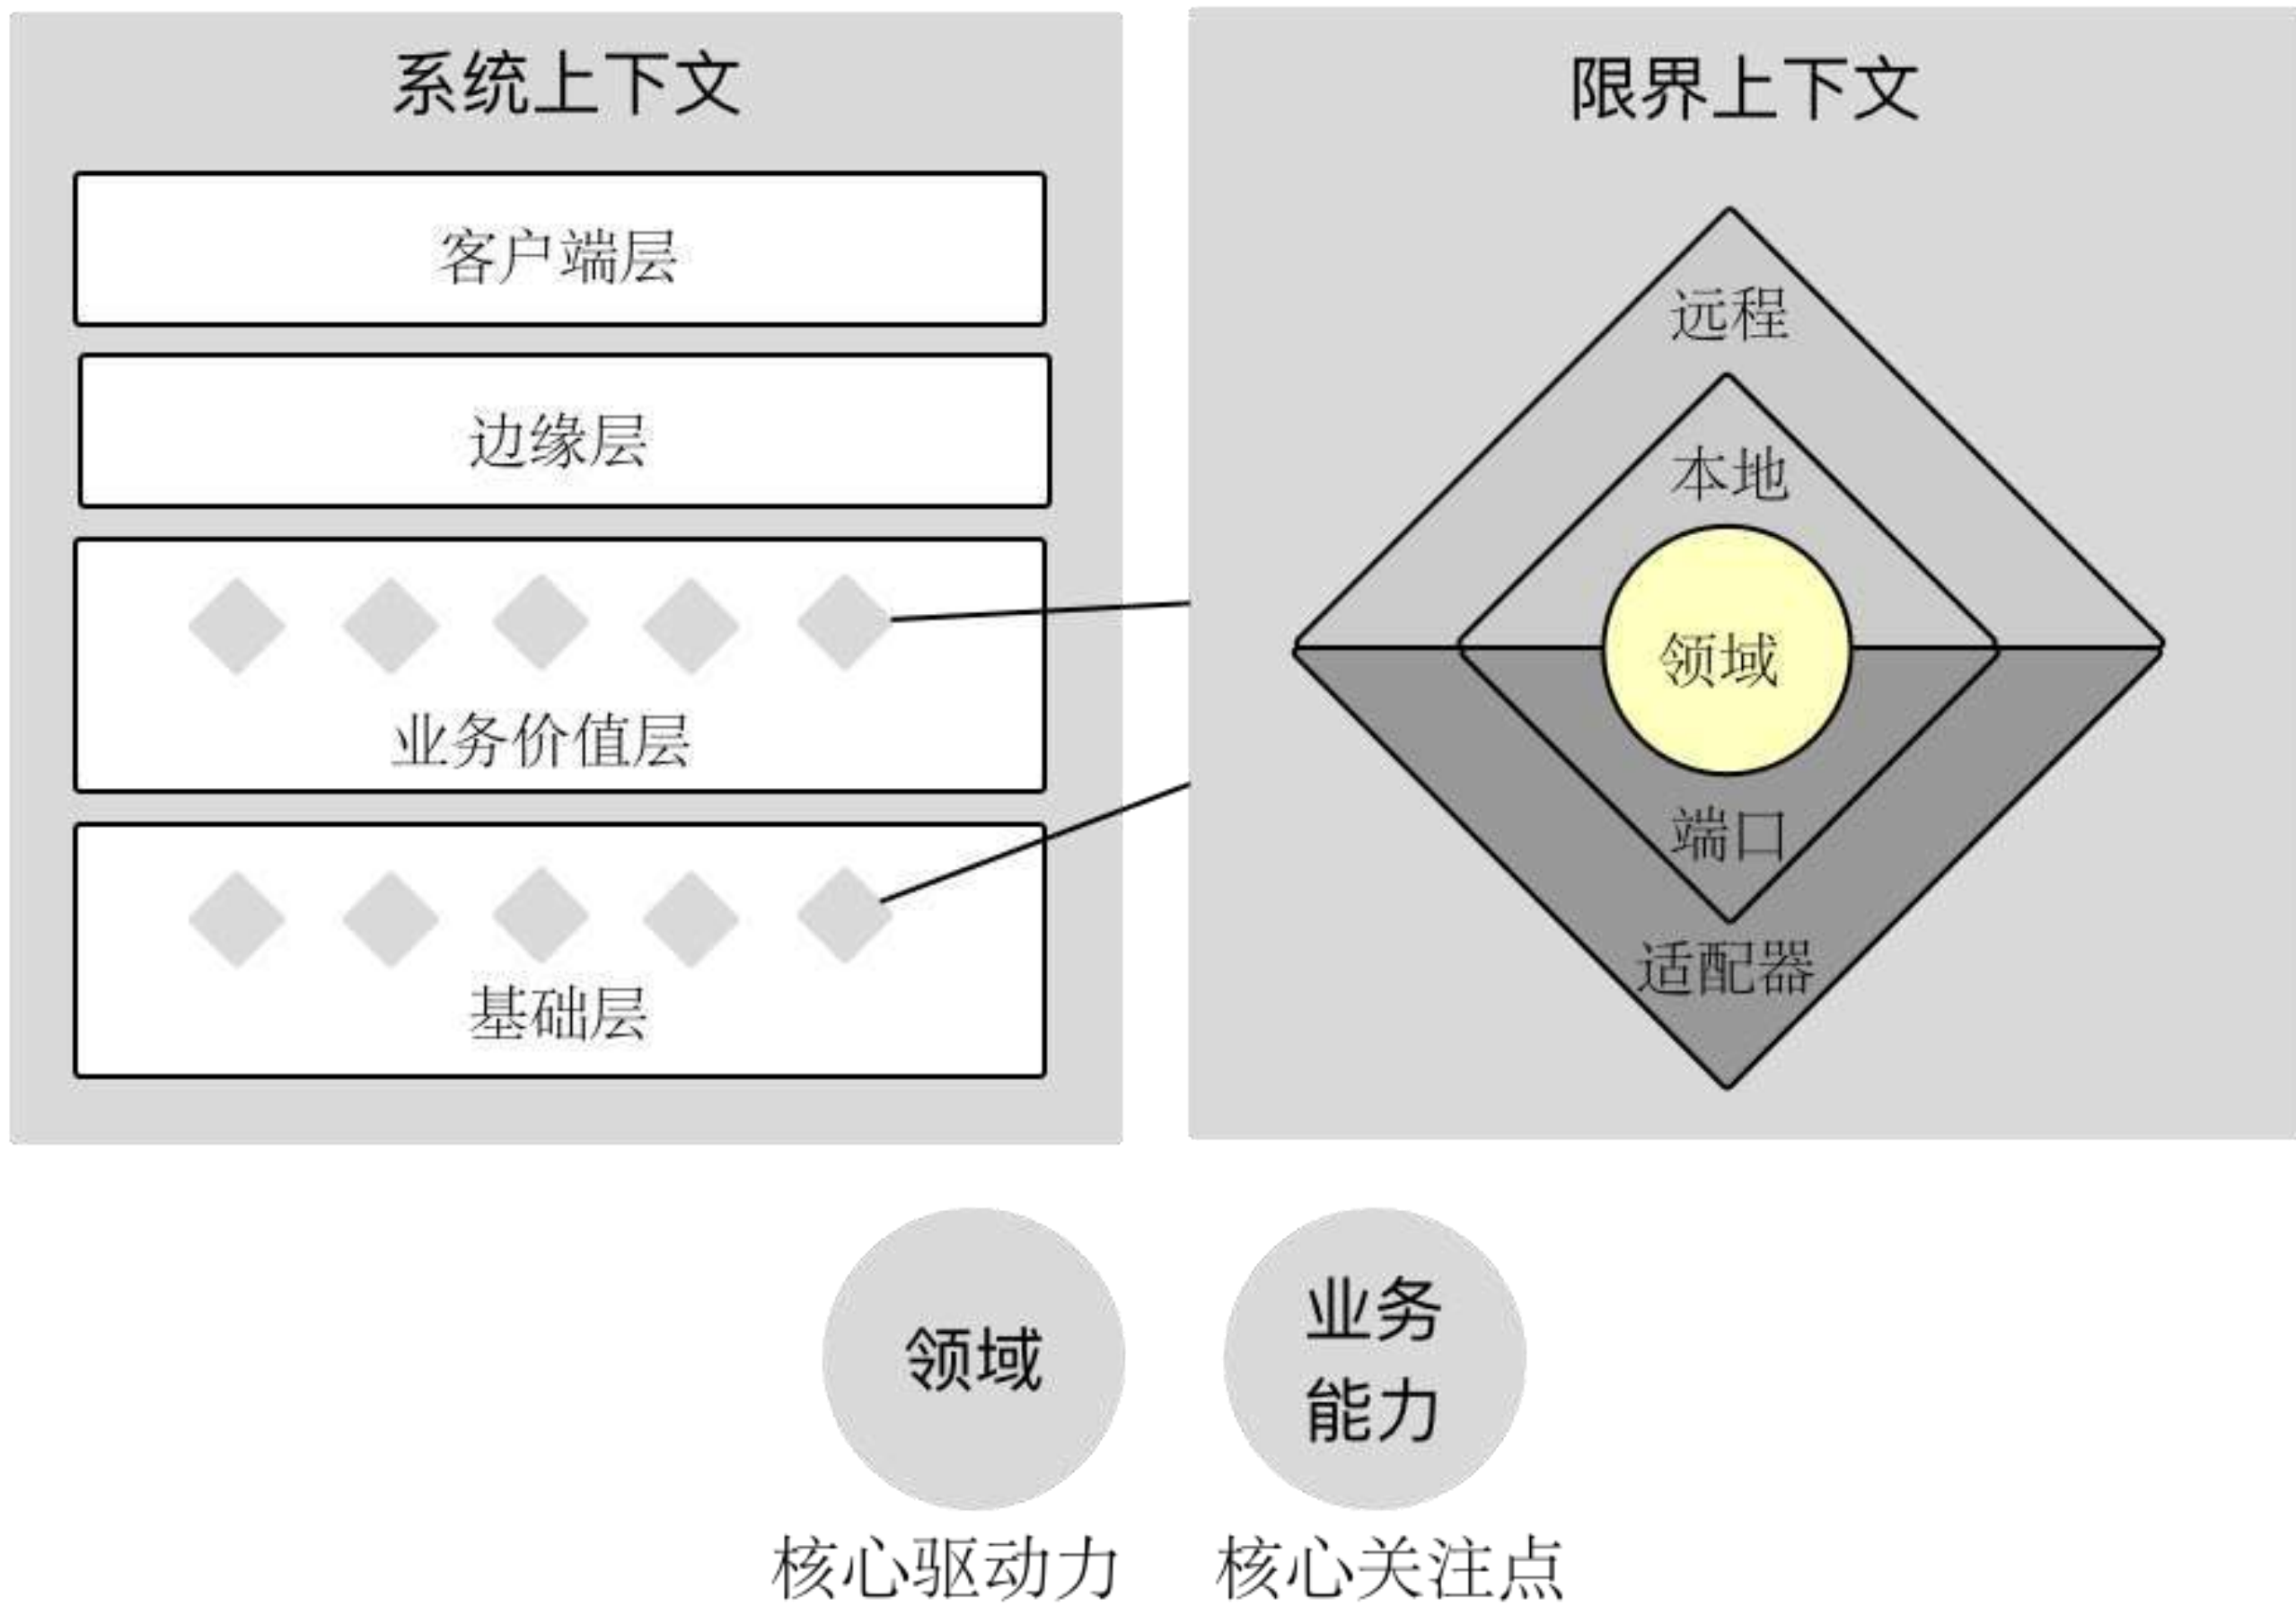 系统上下文
客户端层
边缘层
业务价值层
基础层
限界上下文
远程
本地
领域
端口
适配器
领域
核心驱动力
业务
能力
核心关注点